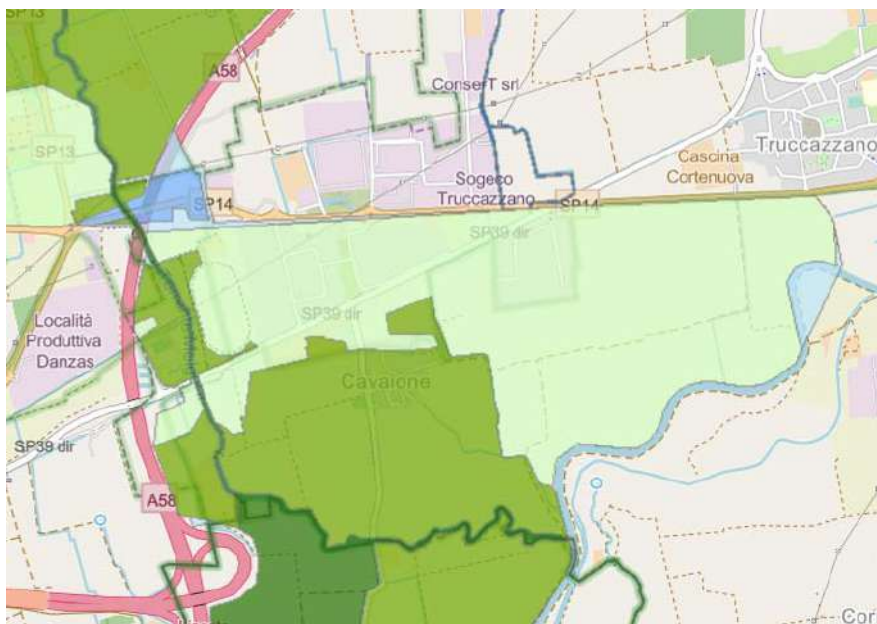 SP13
A58
ConserT srl
SP13
Truccazzano
Cascina
Cortenuova
Sogeco
Truccazzano
SP14
SP14
SP39 dir
SP39 dir
Località
Produttiva
Danzas
Cavaione
SP39 dir
A58
Cor